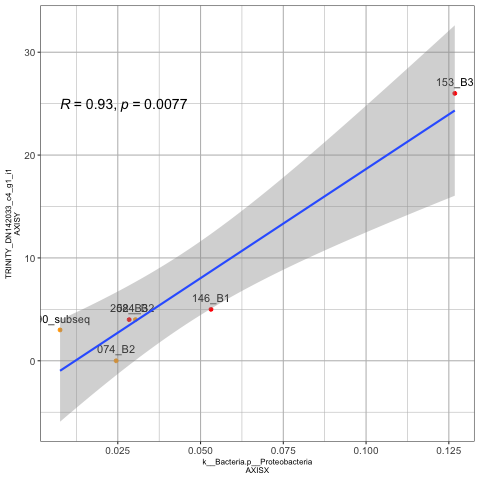 30
20
10
0
R = 0.93, p = 0.0077
153_B3
146_B1
074_B2
0_subseq
0.025
0.050
0.075
0.100
0.125
k__Bacteria.p__Proteobacteria
AXISX
TRINITY_DN142033_c4_g1_i1
AXISY